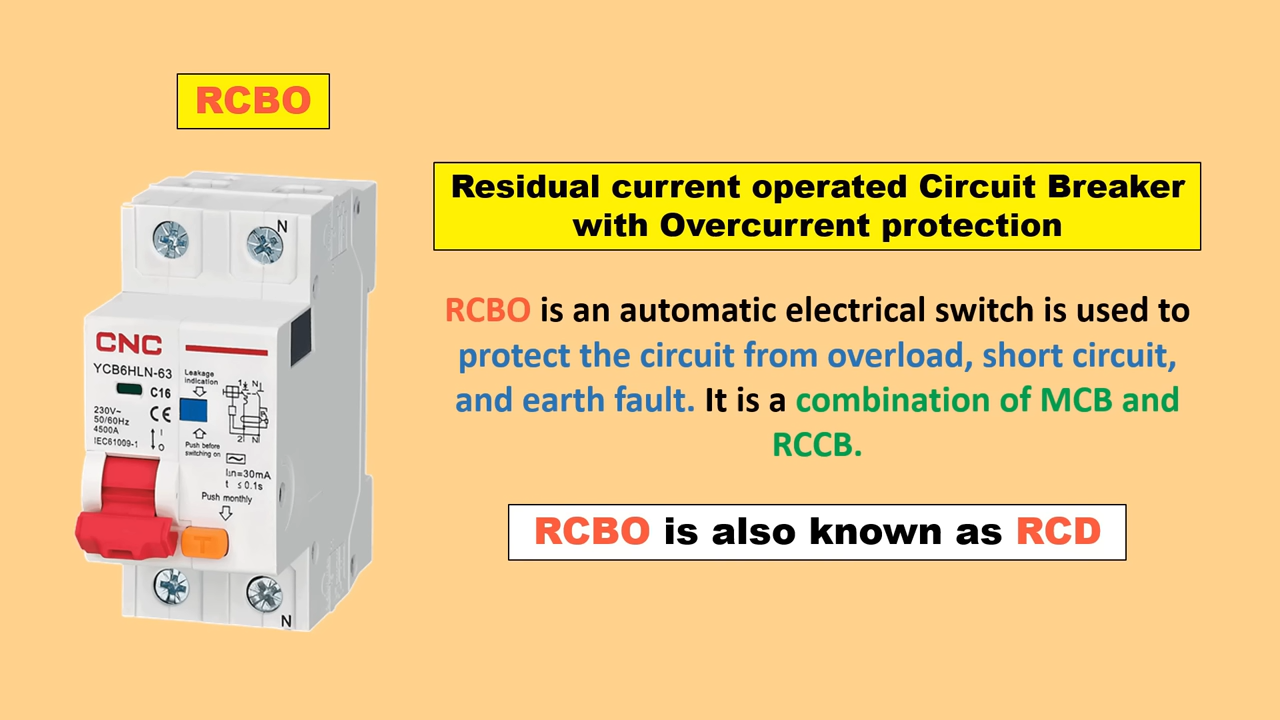 RCBO
Residual current operated Circuit Breaker
with Overcurrent protection
RCBO is an automatic electrical switch is used to
protect the circuit from overload, short circuit,
and earth fault. It is a combination of MCB and
RCCB.
RCBO is also known as RCD
N
CNC
YCB6HLN-63
C16
230V~
50/60Hz
4500A
IEC61009-1
CE
I
O
Leakage
indication
Push before
switching on
1 N
2 N
I△n=30mA
t ≤0.1s
Push monthly
T
N